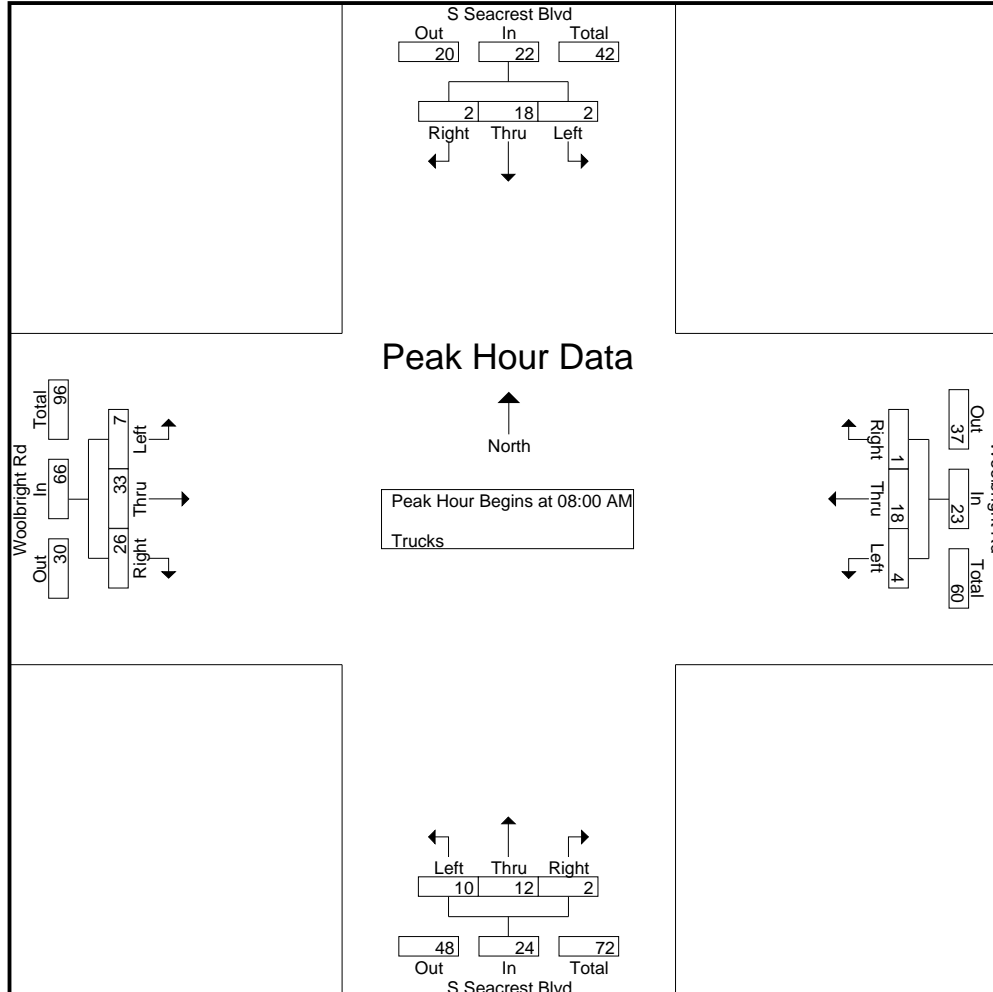 S Seacrest Blvd
Out In Total
20 22 42
2 18 2
Right Thru Left
Peak Hour Data
North
Peak Hour Begins at 08:00 AM
Trucks
Woolbright Rd
Total In Out
96 66 30
7 33 26
Left Thru Right
Right Thru Left
1 18 4
Out In Total
37 23 60
Left Thru Right
10 12 2
48 24 72
Out In Total
S Seacrest Blvd